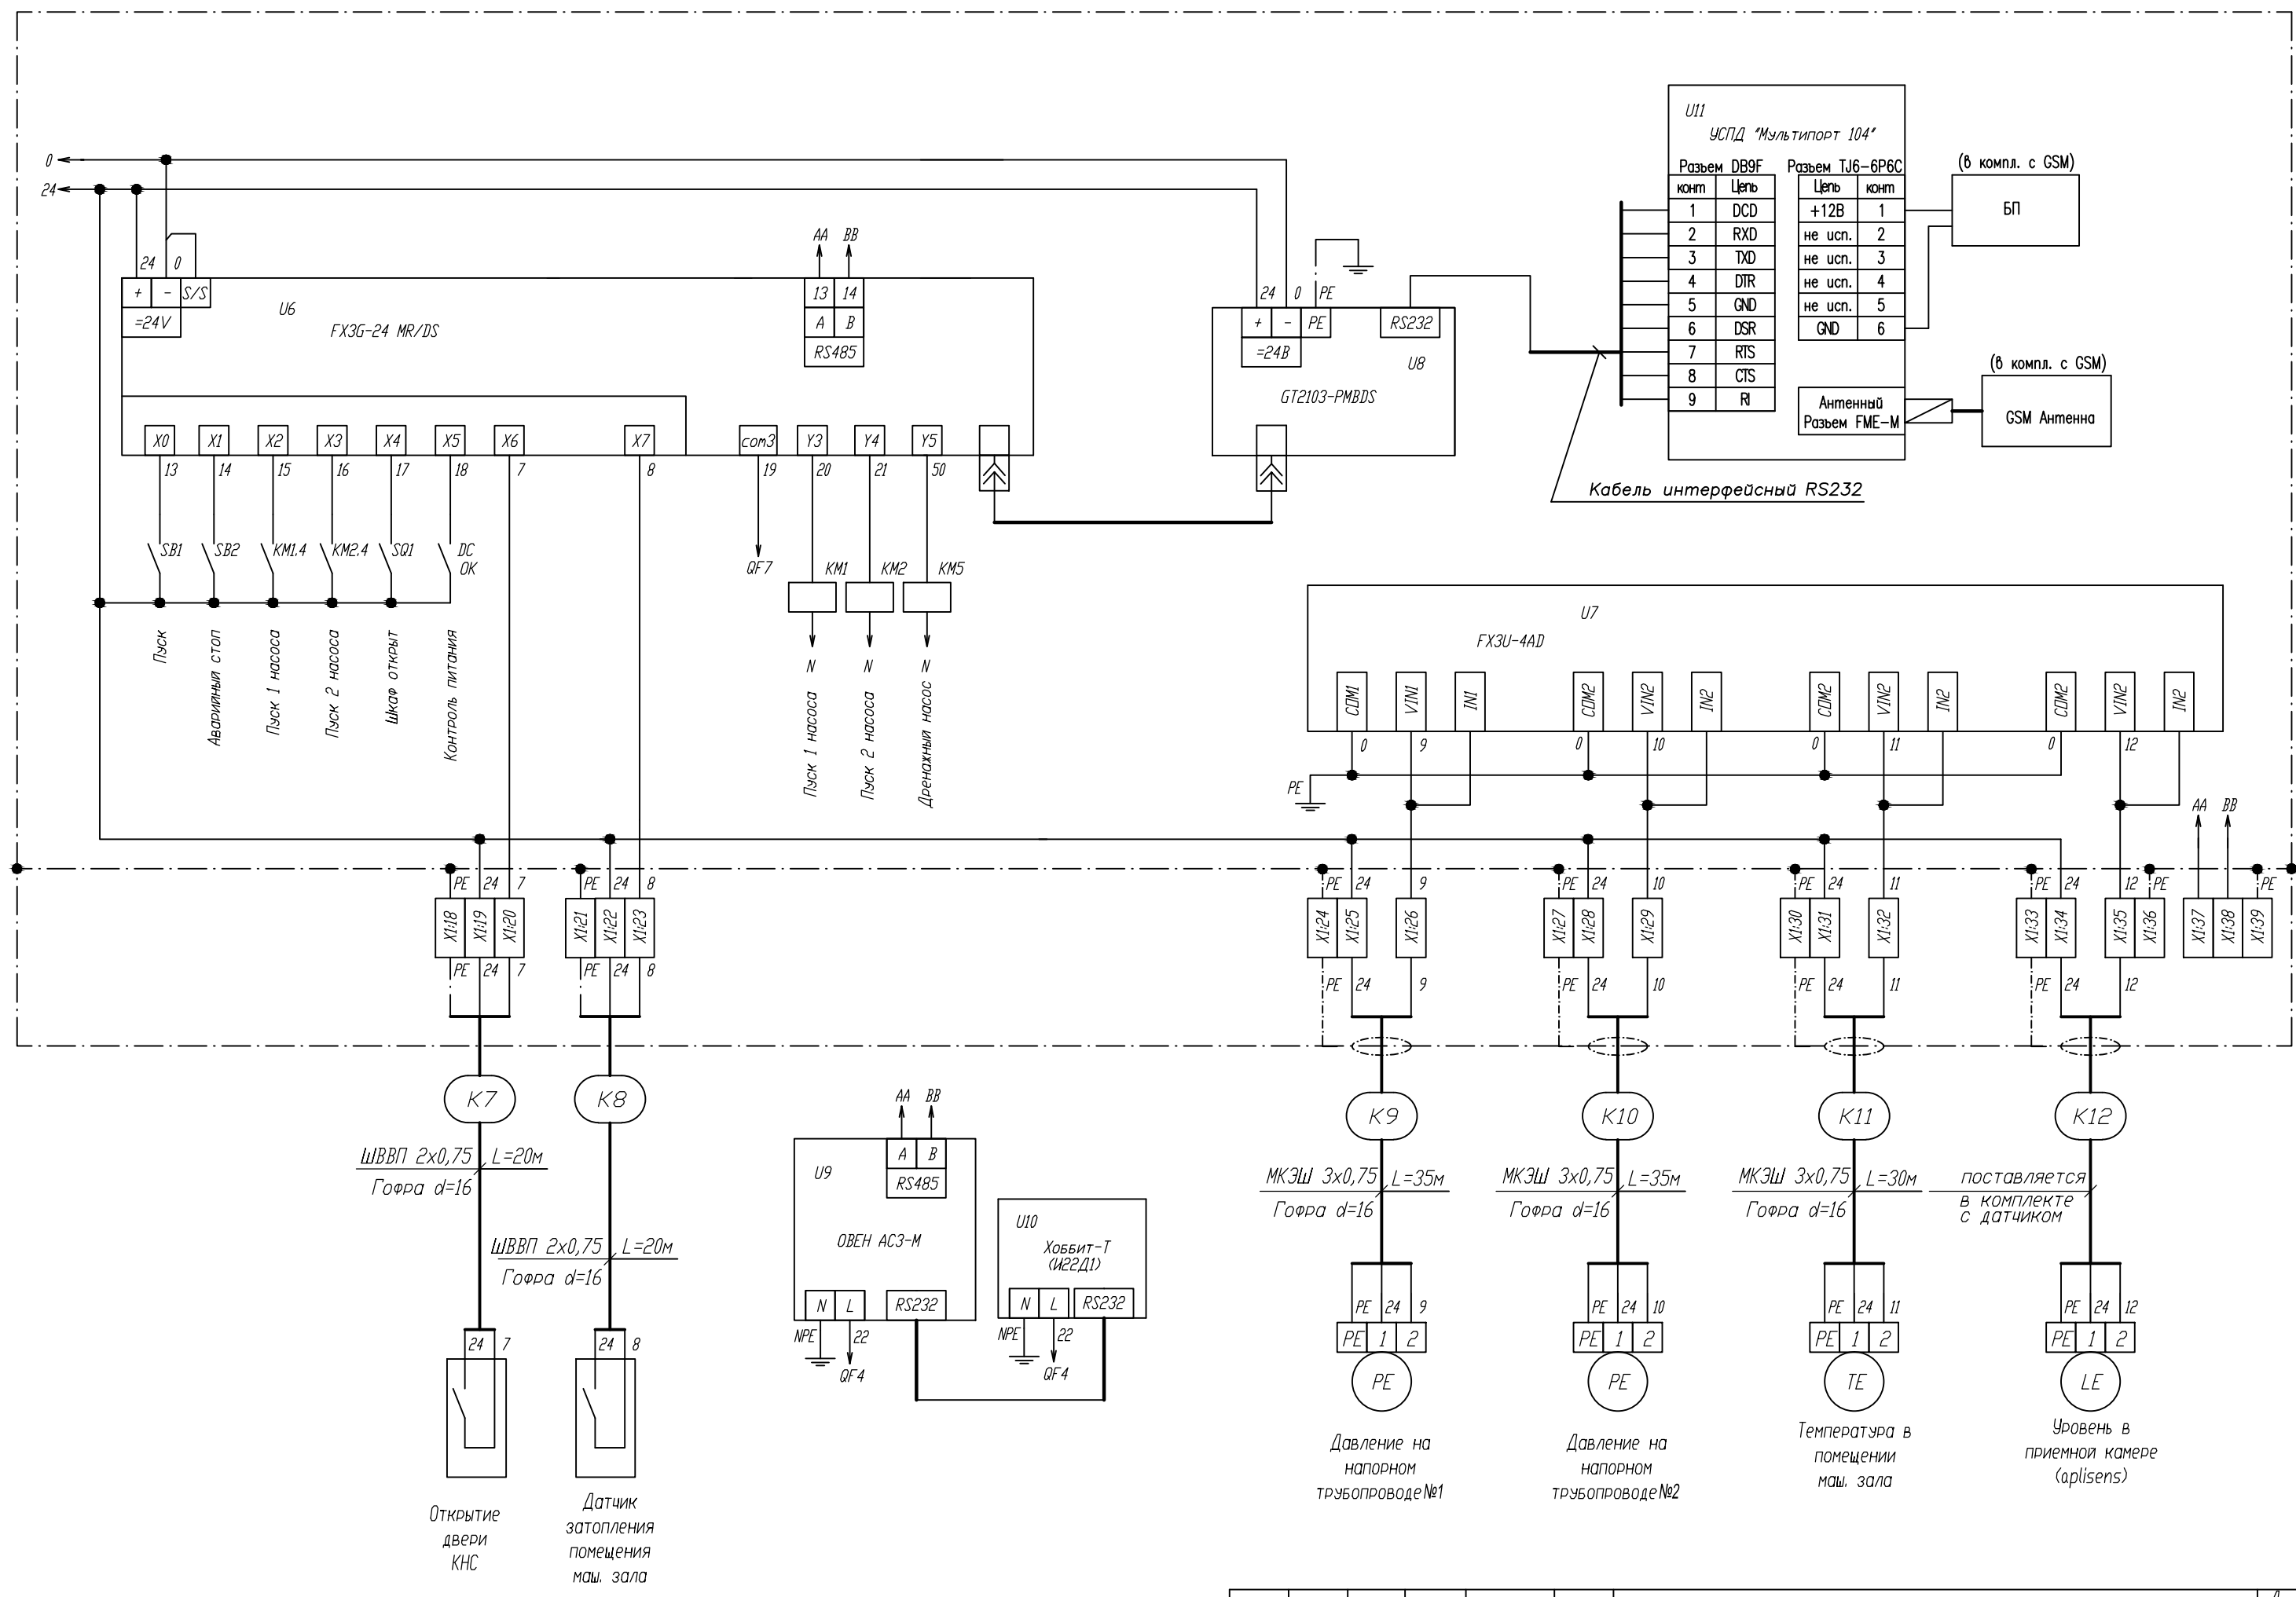 0
24
24 0
+ - S/S
=24V
U6
FX3G-24 MR/DS
AA BB
13 14
A B
RS485
X0 X1 X2 X3 X4 X5 X6 X7 com3 Y3 Y4 Y5
13 14 15 16 17 18 7 8 19 20 21 50
SB1 SB2 KM1.4 KM2.4 SQ1 DC
OK
QF7
KM1 KM2 KM5
N N N
Пуск
Аварийный стоп
Пуск 1 насоса
Пуск 2 насоса
Шкаф открыт
Контроль питания
Пуск 1 насоса
Пуск 2 насоса
Дренажный насос
24 0 PE
+ - PE RS232
=24В
U8
GT2103-PMBDS
U11
УСПД "Мультипорт 104"
Разьем DB9F Разьем TJ6-6P6C
конт Цепь Цепь конт
1 DCD +12В 1
2 RXD не исп. 2
3 TXD не исп. 3
4 DTR не исп. 4
5 GND не исп. 5
6 DSR GND 6
7 RTS
8 CTS
9 RI
Антенный
Разьем FME-M
(в компл. с GSM)
БП
(в компл. с GSM)
GSM Антенна
Кабель интерфейсный RS232
U7
FX3U-4AD
COM1 VIN1 IN1 COM2 VIN2 IN2 COM2 VIN2 IN2 COM2 VIN2 IN2
0 9 0 10 0 11 0 12
PE
AA BB
PE 24 7 PE 24 8 PE 24 9 PE 24 10 PE 24 11 PE 24 12 PE PE
X1:18 X1:19 X1:20 X1:21 X1:22 X1:23 X1:24 X1:25 X1:26 X1:27 X1:28 X1:29 X1:30 X1:31 X1:32 X1:33 X1:34 X1:35 X1:36 X1:37 X1:38 X1:39
PE 24 7 PE 24 8 PE 24 9 PE 24 10 PE 24 11 PE 24 12
K7 K8 K9 K10 K11 K12
ШВВП 2x0,75 L=20м
Гофра d=16
ШВВП 2x0,75 L=20м
Гофра d=16
24 7
24 8
Открытие
двери
КНС
Датчик
затопления
помещения
маш. зала
AA BB
A B
RS485
U9
ОВЕН АС3-М
N L RS232
NPE 22
QF4
U10
Хоббит-Т
(И22Д1)
N L RS232
NPE 22
QF4
МКЭШ 3x0,75 L=35м
Гофра d=16
МКЭШ 3x0,75 L=35м
Гофра d=16
МКЭШ 3x0,75 L=30м
Гофра d=16
поставляется
в комплекте
с датчиком
PE 24 9 PE 24 10 PE 24 11 PE 24 12
PE 1 2 PE 1 2 PE 1 2 PE 1 2
PE PE TE LE
Давление на
напорном
трубопроводе№1
Давление на
напорном
трубопроводе№2
Температура в
помещении
маш. зала
Уровень в
приемной камере
(aplisens)